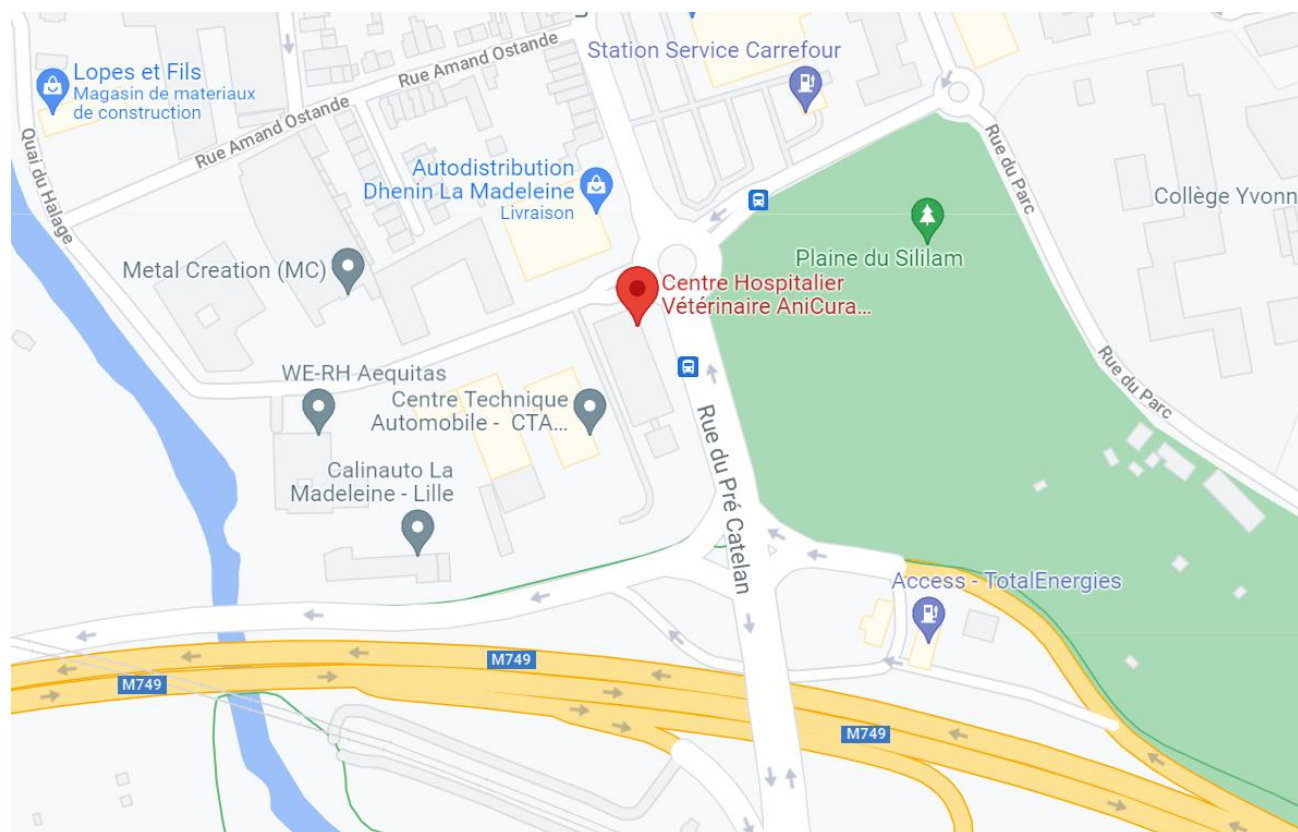 Station Service Carrefour
Rue Amand Ostande
Lopes et Fils
Magasin de materiaux
de construction
Rue Amand Ostande
Quai du Halage
Rue du Parc
Autodistribution
Dhenin La Madeleine
Livraison
Collège Yvonn
Plaine du Sililam
Metal Creation (MC)
Centre Hospitalier
Vétérinaire AniCura...
Rue du Parc
WE-RH Aequitas
Centre Technique
Automobile - CTA...
Rue du Pré Catelan
Calinauto La
Madeleine - Lille
Access - TotalEnergies
M749
M749
M749